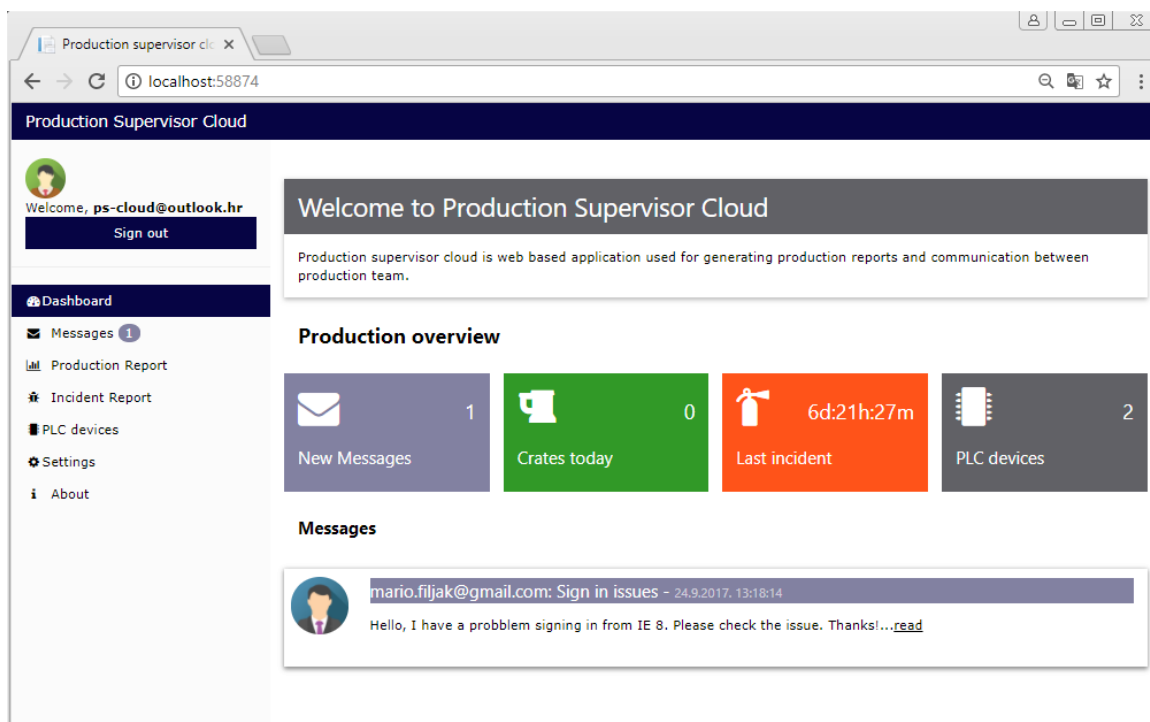 Production supervisor clo
localhost:58874
Production Supervisor Cloud
Welcome, ps-cloud@outlook.hr
Sign out
Dashboard
Messages 1
Production Report
Incident Report
PLC devices
Settings
About
Welcome to Production Supervisor Cloud
Production supervisor cloud is web based application used for generating production reports and communication between
production team.
Production overview
1
New Messages
0
Crates today
6d:21h:27m
Last incident
2
PLC devices
Messages
mario.filjak@gmail.com: Sign in issues - 24.9.2017. 13:18:14
Hello, I have a probblem signing in from IE 8. Please check the issue. Thanks!...read